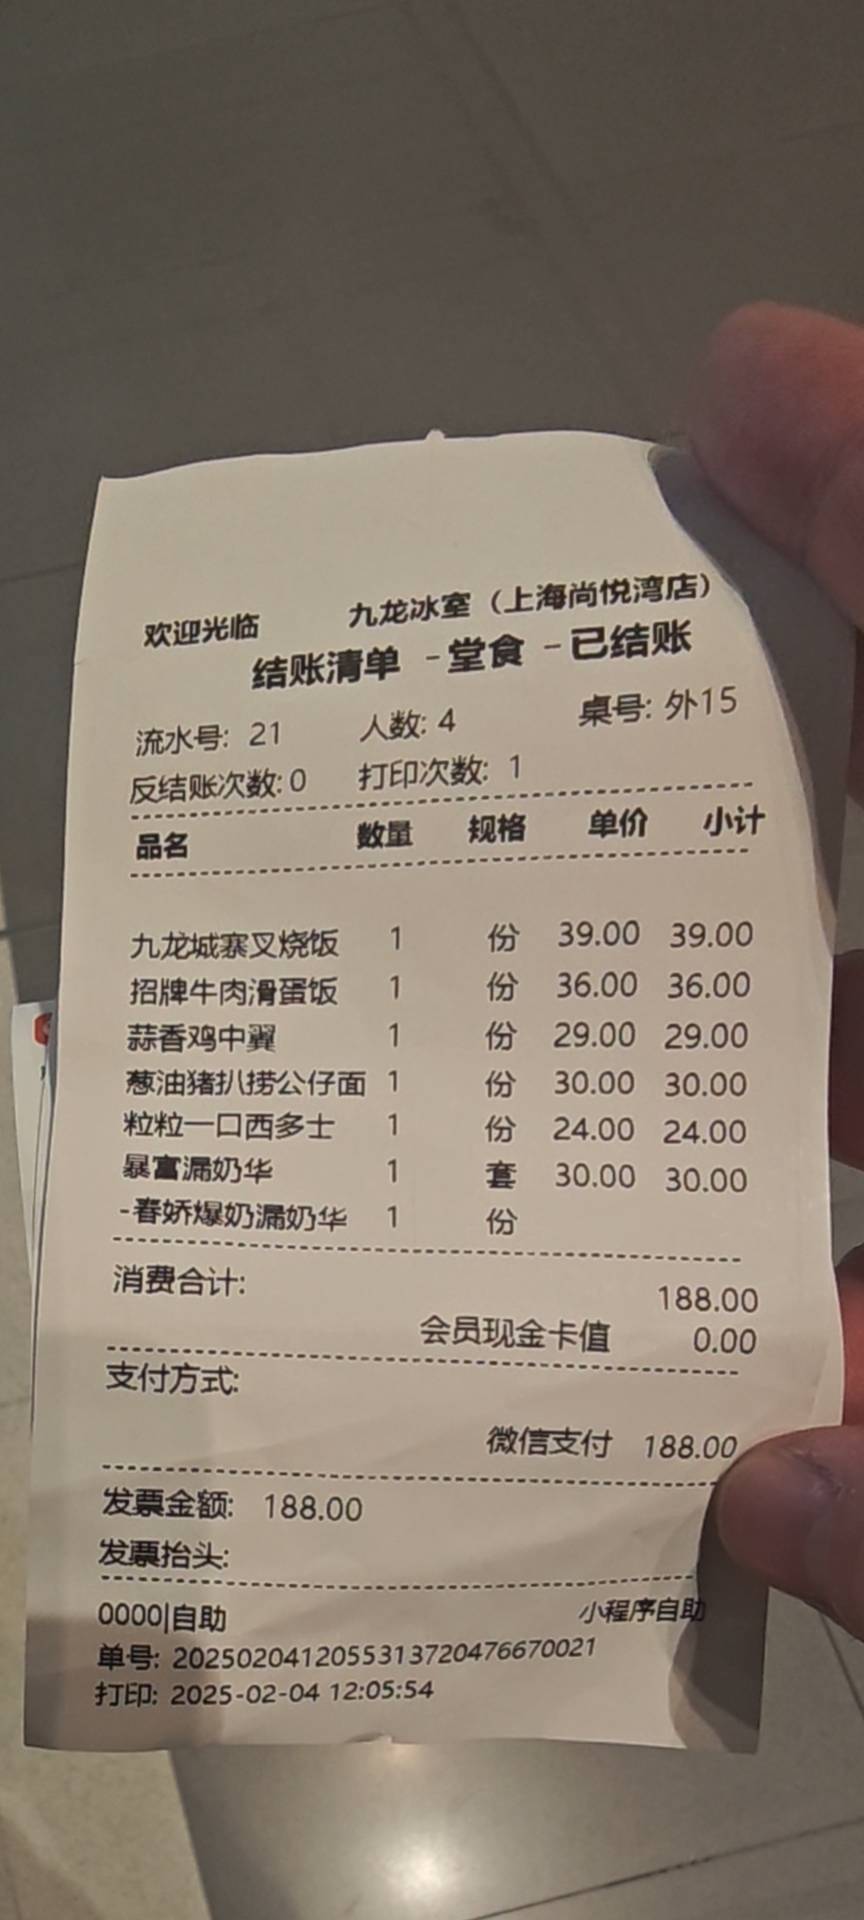 欢迎光临 九龙冰室（上海尚悦湾店）
结账清单 -堂食 -已结账
流水号: 21 人数: 4 桌号: 外15
反结账次数: 0 打印次数: 1
品名 数量 规格 单价 小计
九龙城寨叉烧饭 1 份 39.00 39.00
招牌牛肉滑蛋饭 1 份 36.00 36.00
蒜香鸡中翼 1 份 29.00 29.00
葱油猪扒捞公仔面 1 份 30.00 30.00
粒粒一口西多士 1 份 24.00 24.00
暴富漏奶华 1 套 30.00 30.00
-春娇爆奶漏奶华 1 份
消费合计: 188.00
会员现金卡值 0.00
支付方式:
微信支付 188.00
发票金额: 188.00
发票抬头:
0000|自助 小程序自助
单号: 20250204120553137204766​70021
打印: 2025-02-04 12:05:54